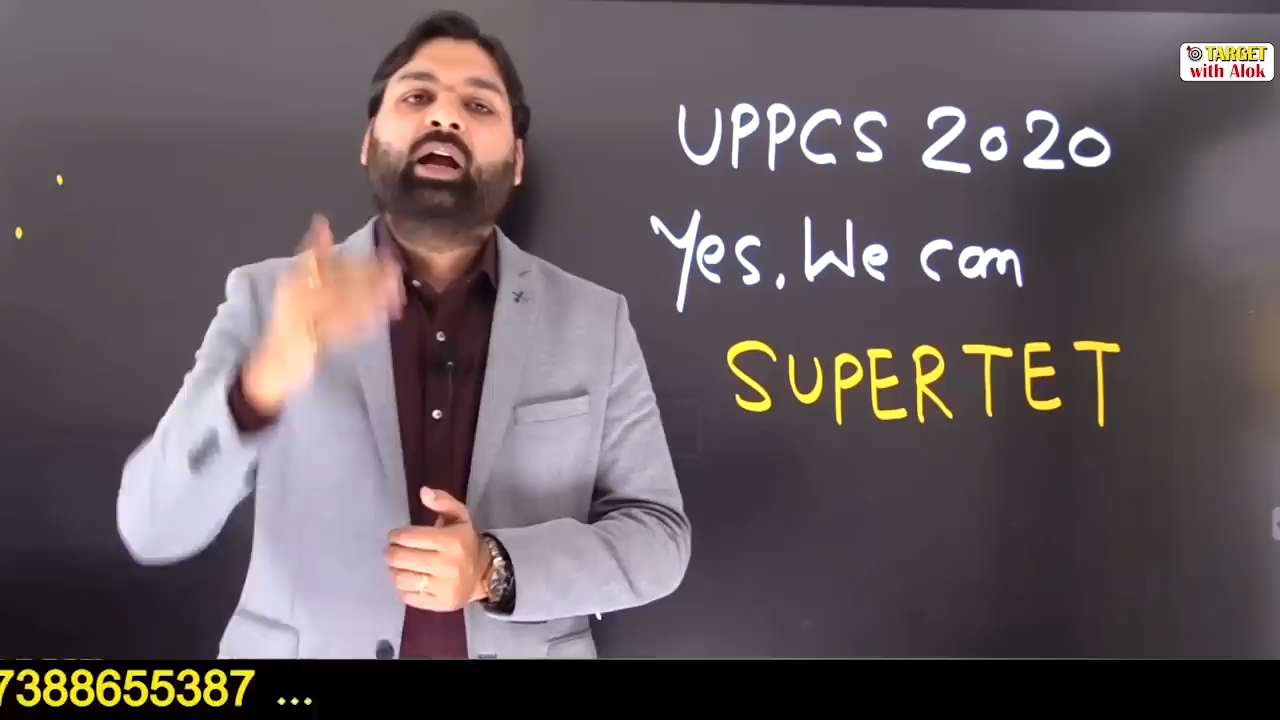 TARGET
with Alok
UPPCS 2020
Yes, We can
SUPERTET
7388655387 ...